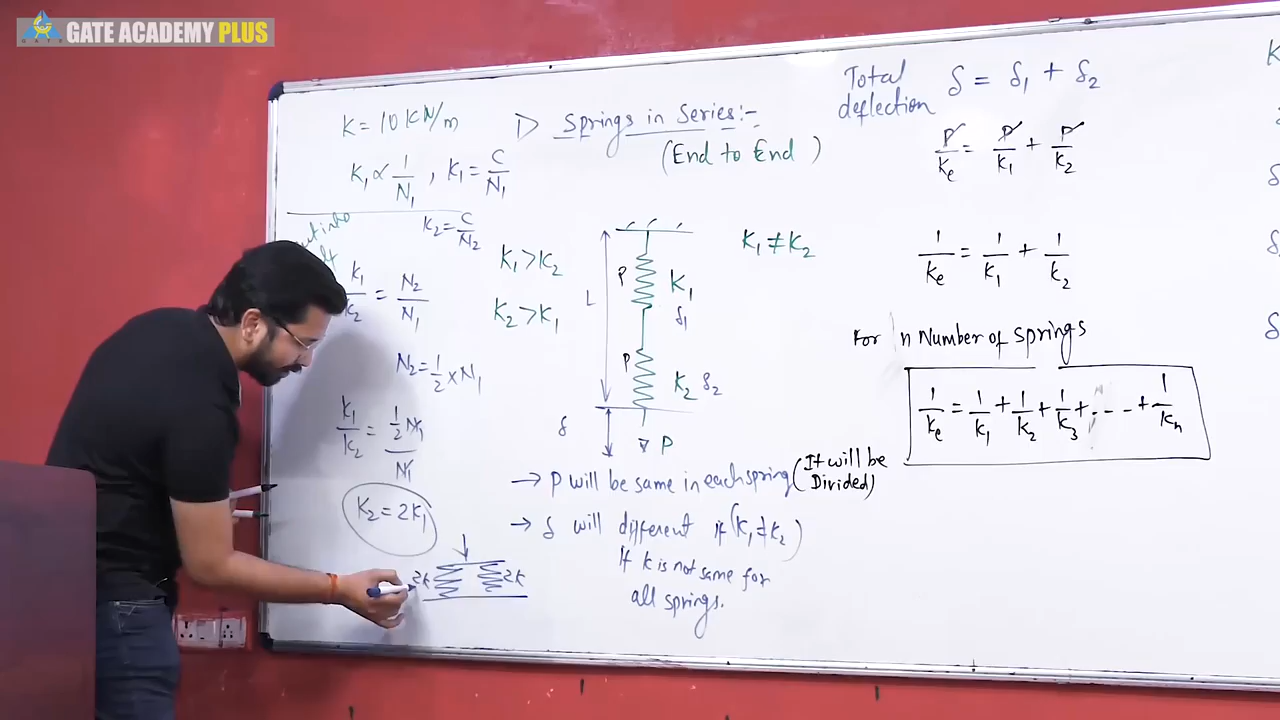 GATE ACADEMY PLUS
K = 10 KN/m
K₁ ∝ 1/N₁ , K₁ = C/N₁
K₂ = C/N₂
K₁/K₂ = N₂/N₁
N₂ = 1/2 × N₁
K₁/K₂ = 1/2 N₁ / N₁
K₂ = 2K₁
2K 2K
Springs in Series:-
(End to End )
K₁ > K₂
K₂ > K₁
L
P K₁
δ₁
P K₂ δ₂
δ
P
K₁ ≠ K₂
→ P will be same in each spring (It will be
Divided)
→ δ will different if (K₁ ≠ K₂)
If K is not same for
all springs.
Total
deflection δ = δ₁ + δ₂
P/Ke = P/K₁ + P/K₂
1/Ke = 1/K₁ + 1/K₂
For n Number of springs
1/Ke = 1/K₁ + 1/K₂ + 1/K₃ + ---- + 1/Kn
K
δ
δ
δ